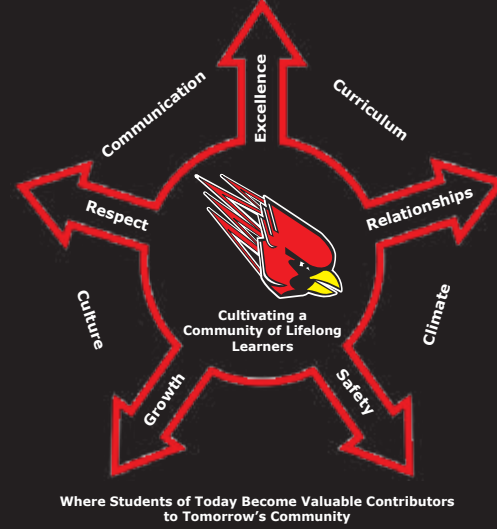 Excellence
Communication
Curriculum
Respect
Relationships
Cultivating a
Community of Lifelong
Learners
Culture
Climate
Growth
Safety
Where Students of Today Become Valuable Contributors
to Tomorrow's Community